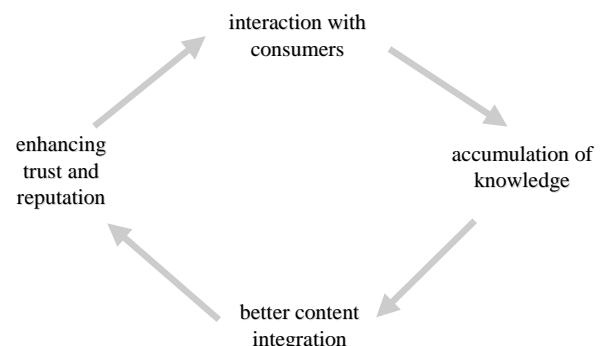 interaction with
consumers
accumulation of
knowledge
better content
integration
enhancing
trust and
reputation